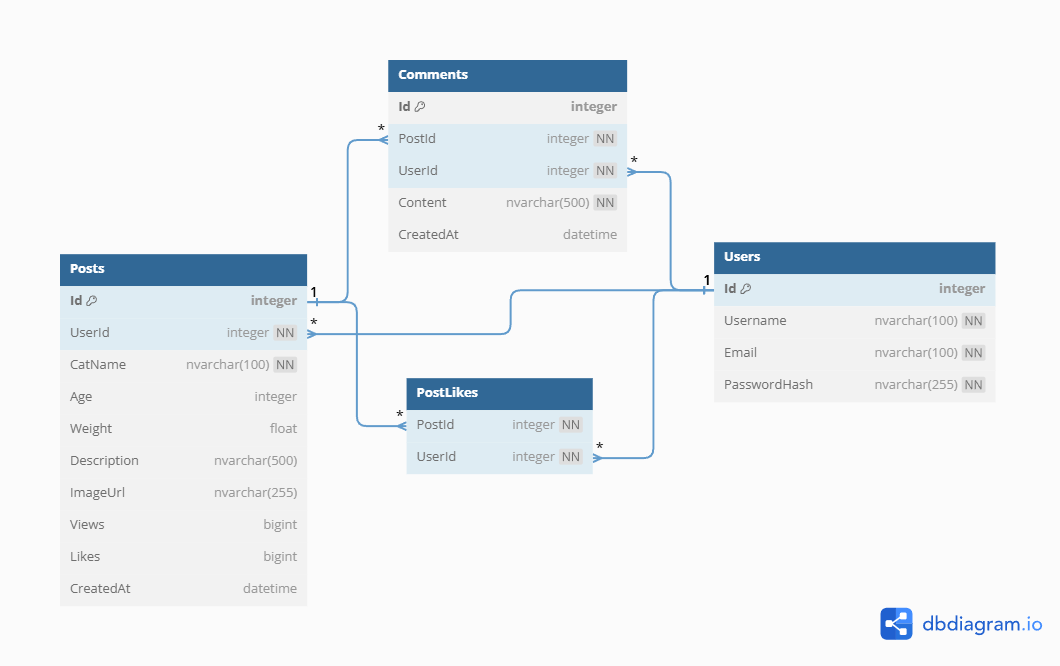 Comments
Id integer
* PostId integer NN
UserId integer NN *
Content nvarchar(500) NN
CreatedAt datetime
Posts
Id integer 1
UserId integer NN *
CatName nvarchar(100) NN
Age integer
Weight float
Description nvarchar(500)
ImageUrl nvarchar(255)
Views bigint
Likes bigint
CreatedAt datetime
PostLikes
* PostId integer NN
UserId integer NN *
Users
1 Id integer
Username nvarchar(100) NN
Email nvarchar(100) NN
PasswordHash nvarchar(255) NN
dbdiagram.io